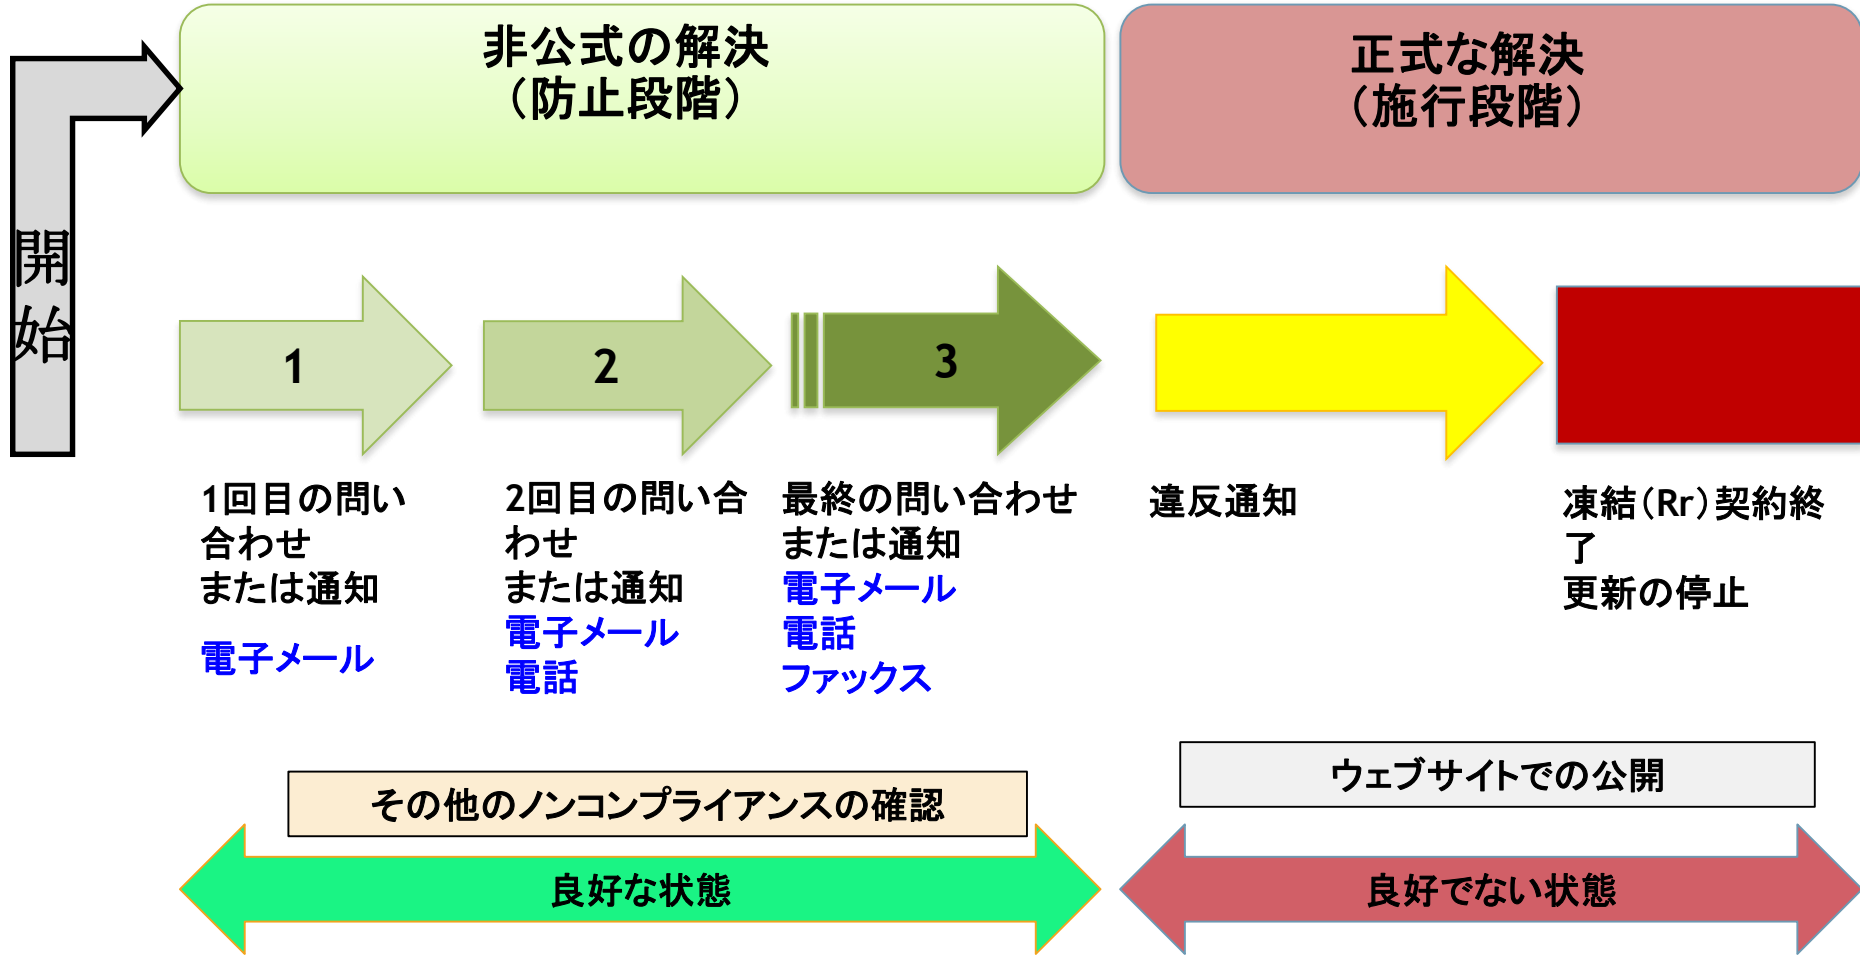 非公式の解決
（防止段階）
正式な解決
（施行段階）
開
始
1
2
3
1回目の問い
合わせ
または通知
電子メール
2回目の問い合
わせ
または通知
電子メール
電話
最終の問い合わせ
または通知
電子メール
電話
ファックス
違反通知
凍結（Rr）契約終
了
更新の停止
その他のノンコンプライアンスの確認
ウェブサイトでの公開
良好な状態
良好でない状態